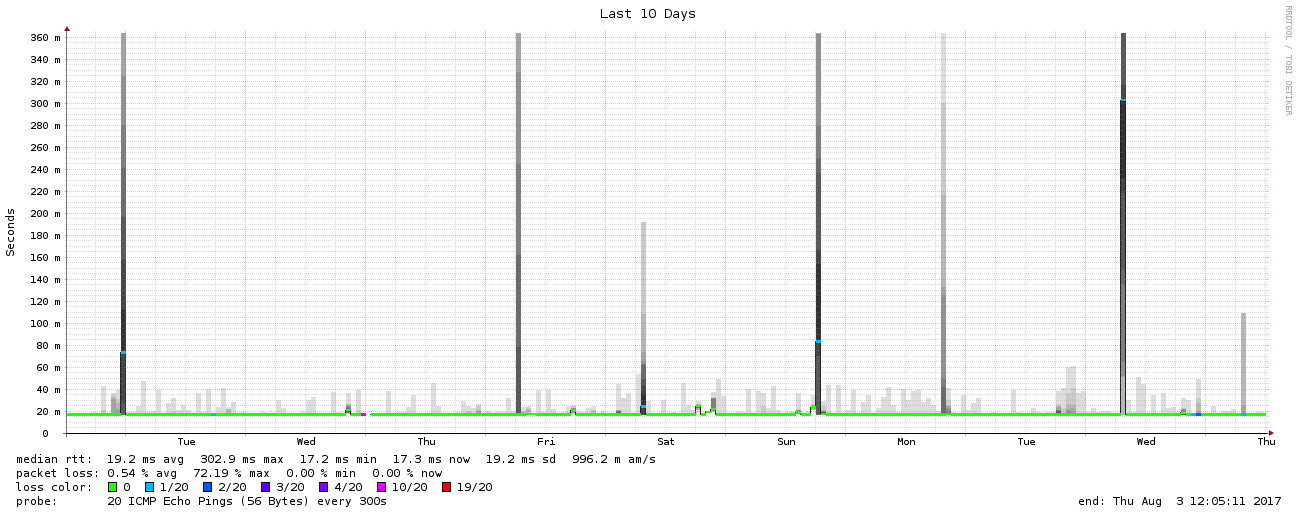 Last 10 Days
RRDTOOL / TOBI OETIKER
Seconds
360 m
340 m
320 m
300 m
280 m
260 m
240 m
220 m
200 m
180 m
160 m
140 m
120 m
100 m
80 m
60 m
40 m
20 m
0
Tue Wed Thu Fri Sat Sun Mon Tue Wed Thu
median rtt: 19.2 ms avg 302.9 ms max 17.2 ms min 17.3 ms now 19.2 ms sd 996.2 m am/s
packet loss: 0.54 % avg 72.19 % max 0.00 % min 0.00 % now
loss color: 0 1/20 2/20 3/20 4/20 10/20 19/20
probe: 20 ICMP Echo Pings (56 Bytes) every 300s end: Thu Aug 3 12:05:11 2017